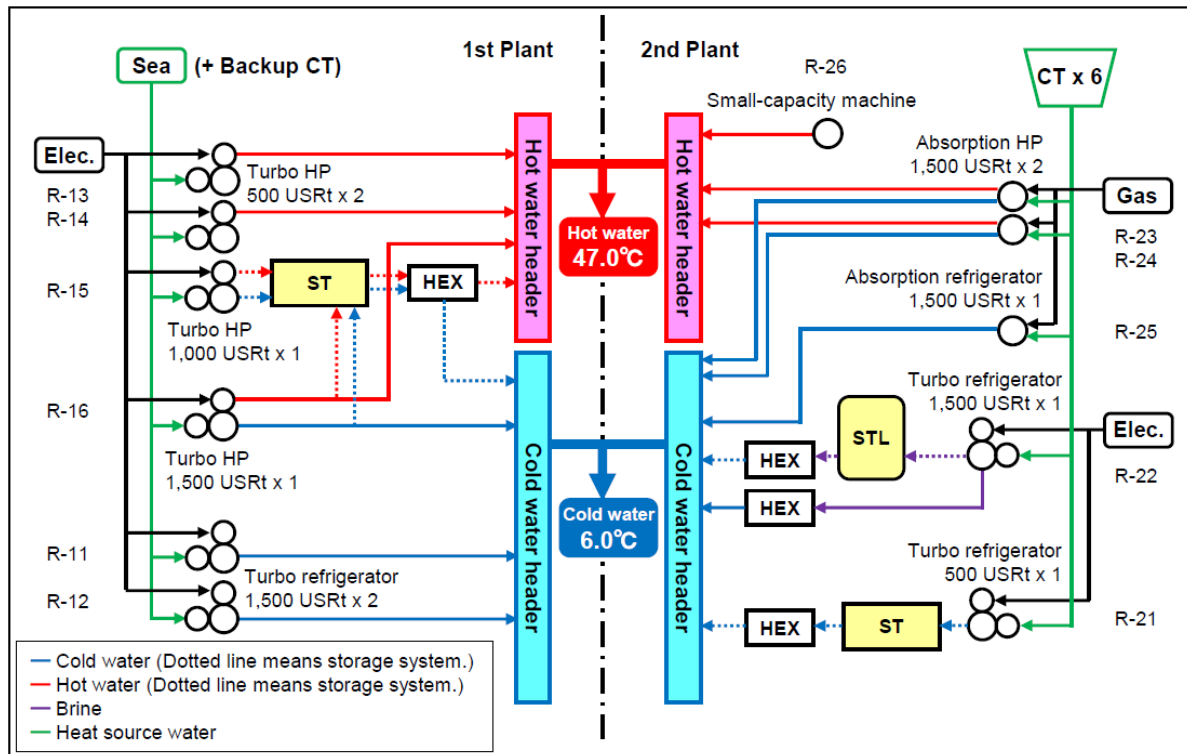 1st Plant
2nd Plant
Sea
(+ Backup CT)
Elec.
R-13
R-14
R-15
R-16
R-11
R-12
Turbo HP
500 USRt x 2
ST
HEX
Turbo HP
1,000 USRt x 1
Turbo HP
1,500 USRt x 1
Turbo refrigerator
1,500 USRt x 2
Hot water header
Cold water header
Hot water
47.0℃
Cold water
6.0℃
Hot water header
Cold water header
R-26
Small-capacity machine
CT x 6
Absorption HP
1,500 USRt x 2
Gas
R-23
R-24
Absorption refrigerator
1,500 USRt x 1
R-25
Turbo refrigerator
1,500 USRt x 1
Elec.
R-22
STL
HEX
HEX
Turbo refrigerator
500 USRt x 1
R-21
ST
HEX
Cold water (Dotted line means storage system.)
Hot water (Dotted line means storage system.)
Brine
Heat source water